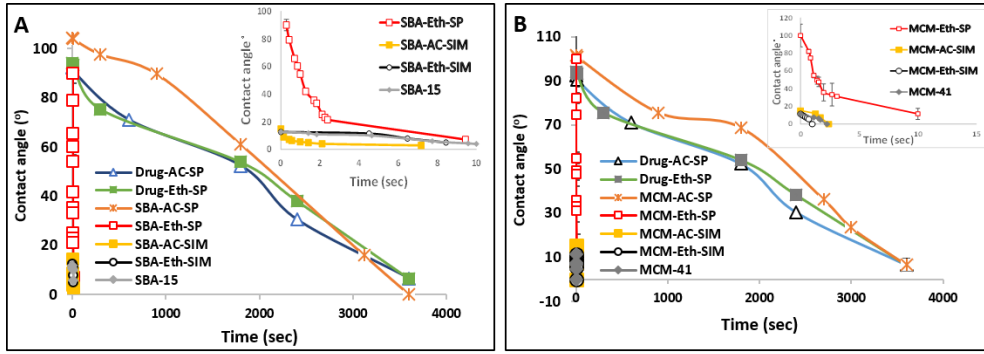 A
Contact angle (º)
120
100
80
60
40
20
0
0
1000
2000
3000
4000
Time (sec)
Drug-AC-SP
Drug-Eth-SP
SBA-AC-SP
SBA-Eth-SP
SBA-AC-SIM
SBA-Eth-SIM
SBA-15
Contact angle˚
100
80
60
40
20
0
0
2
4
6
8
10
Time (sec)
SBA-Eth-SP
SBA-AC-SIM
SBA-Eth-SIM
SBA-15
B
Contact angle (º)
110
90
70
50
30
10
-10
0
1000
2000
3000
4000
Time (sec)
Drug-AC-SP
Drug-Eth-SP
MCM-AC-SP
MCM-Eth-SP
MCM-AC-SIM
MCM-Eth-SIM
MCM-41
Contact angle˚
120
100
80
60
40
20
0
0
5
10
15
Time (sec)
MCM-Eth-SP
MCM-AC-SIM
MCM-Eth-SIM
MCM-41